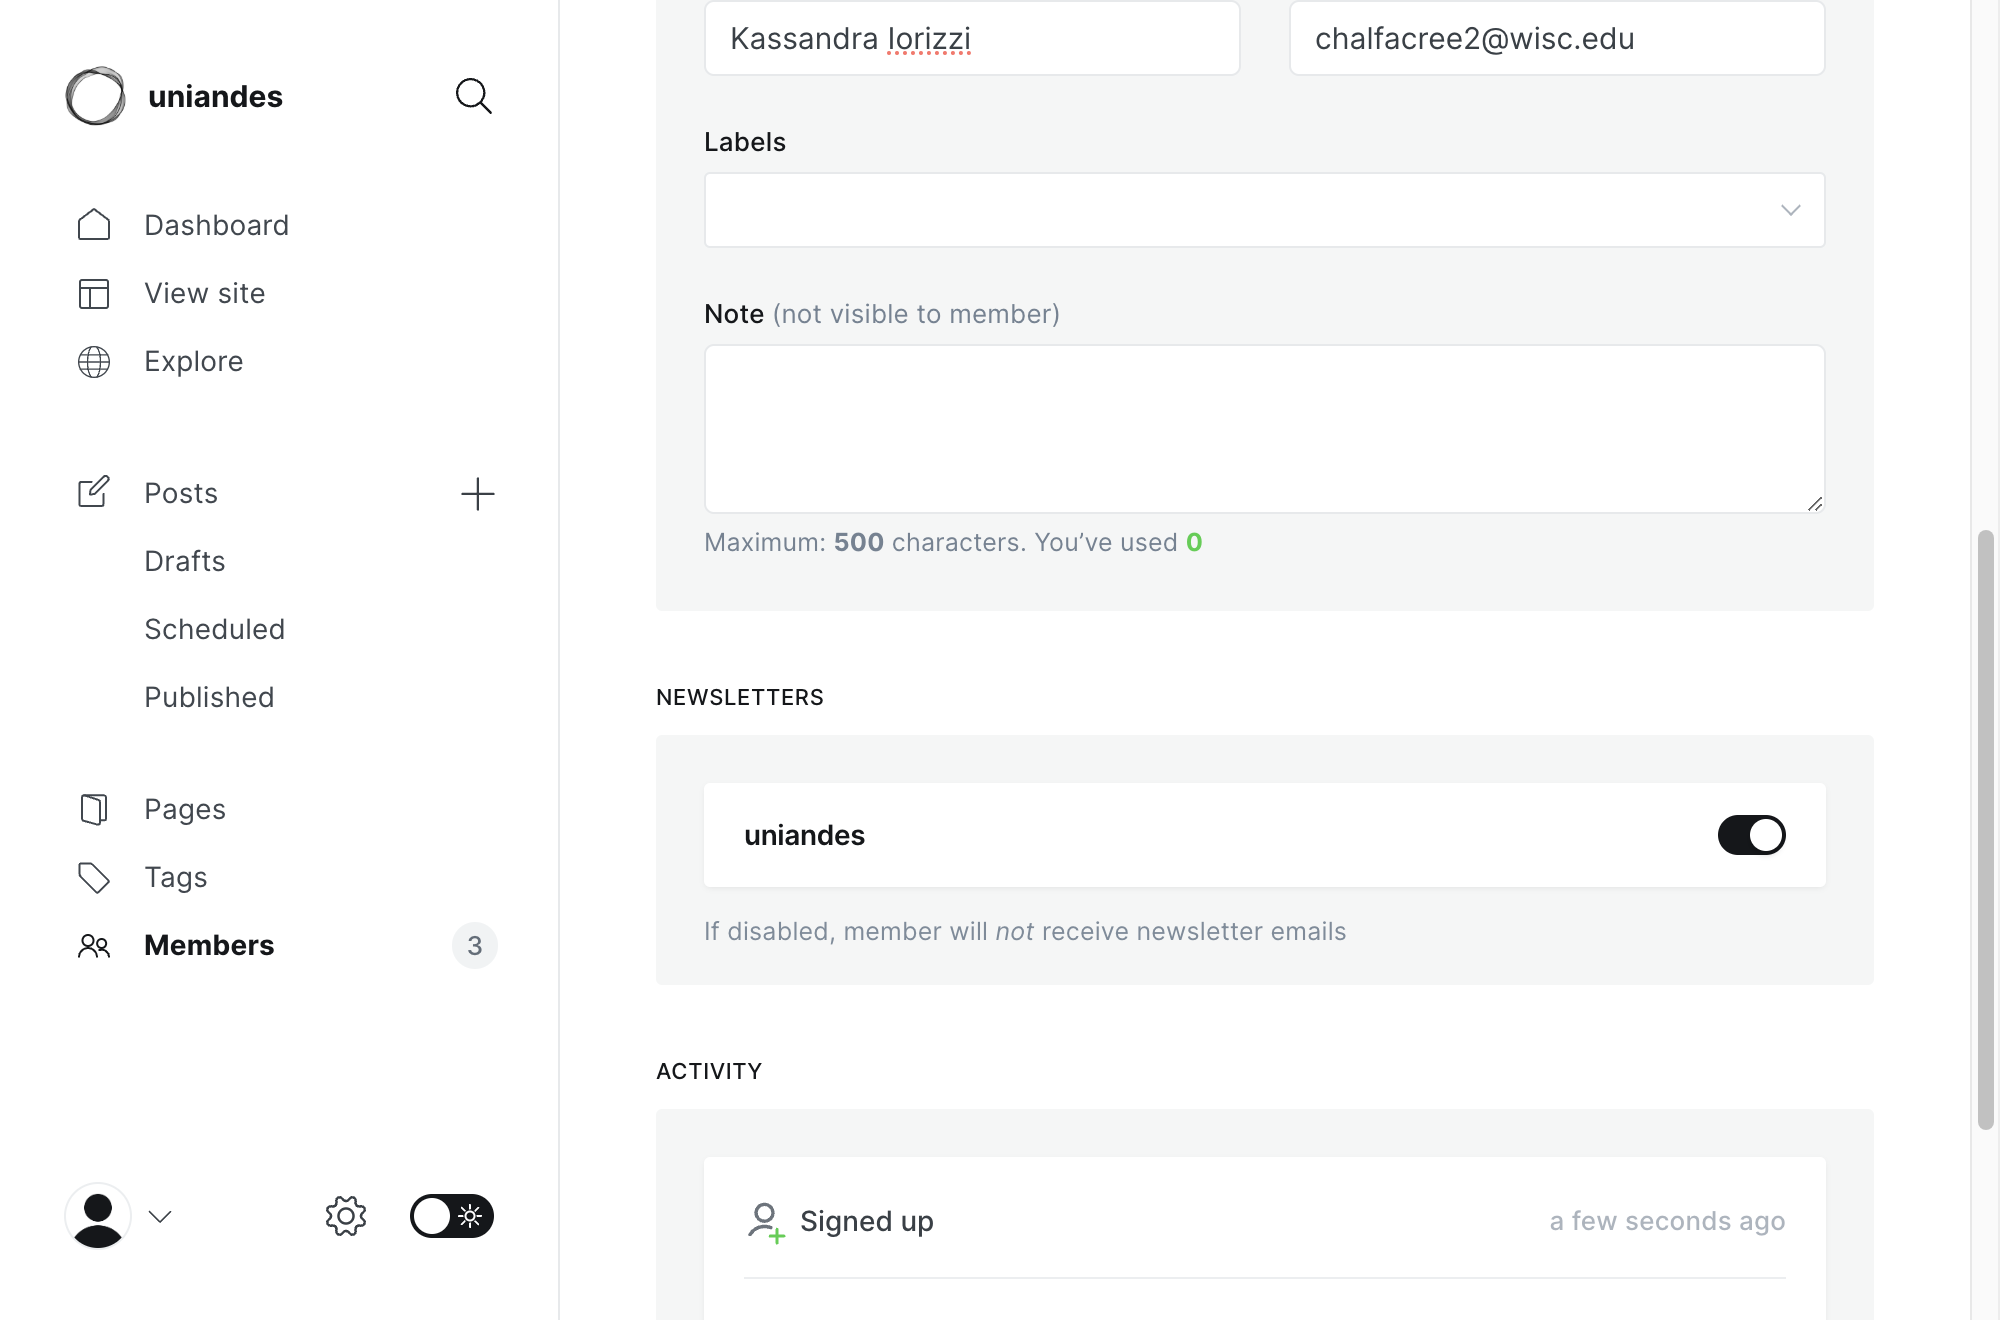 uniandes
Dashboard
View site
Explore
Posts
Drafts
Scheduled
Published
Pages
Tags
Members 3
Kassandra Iorizzi
chalfacree2@wisc.edu
Labels
Note (not visible to member)
Maximum: 500 characters. You’ve used 0
NEWSLETTERS
uniandes
If disabled, member will not receive newsletter emails
ACTIVITY
Signed up
a few seconds ago